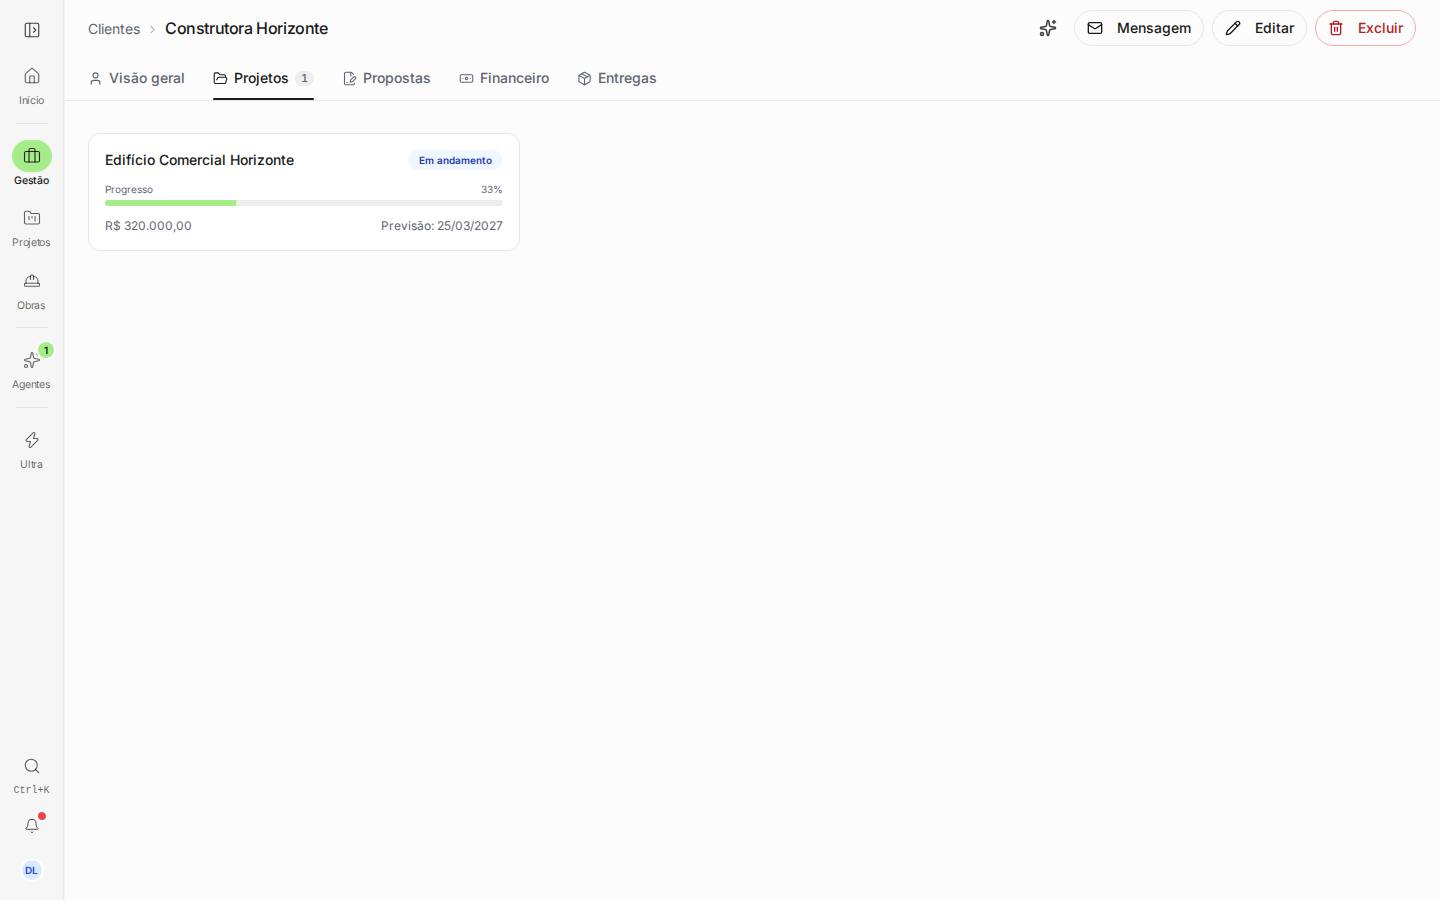 Clientes
Construtora Horizonte
Mensagem
Editar
Excluir
Visão geral
Projetos 1
Propostas
Financeiro
Entregas
Início
Gestão
Projetos
Obras
1
Agentes
Ultra
Ctrl+K
DL
Edifício Comercial Horizonte
Em andamento
Progresso
33%
R$ 320.000,00
Previsão: 25/03/2027